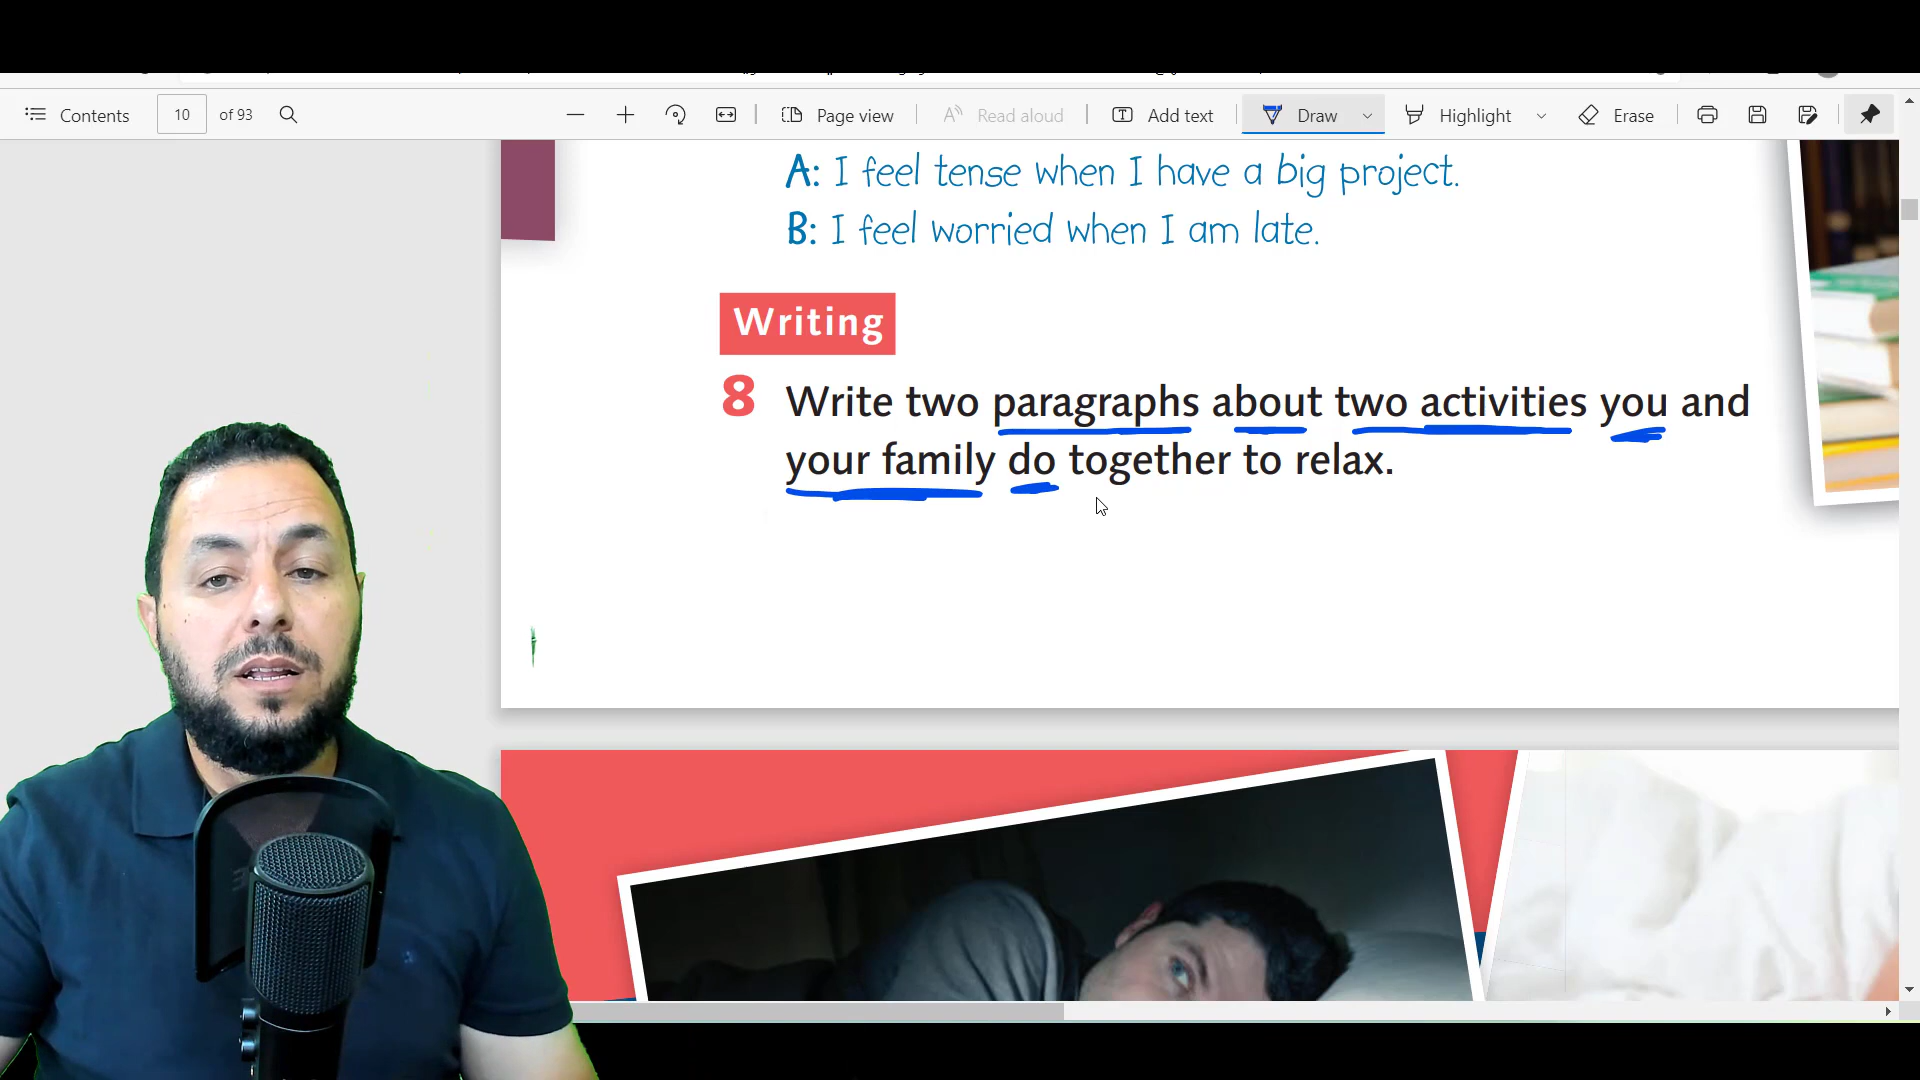 Contents 10 of 93 Page view Read aloud Add text Draw Highlight Erase
A: I feel tense when I have a big project.
B: I feel worried when I am late.
Writing
8 Write two paragraphs about two activities you and
your family do together to relax.